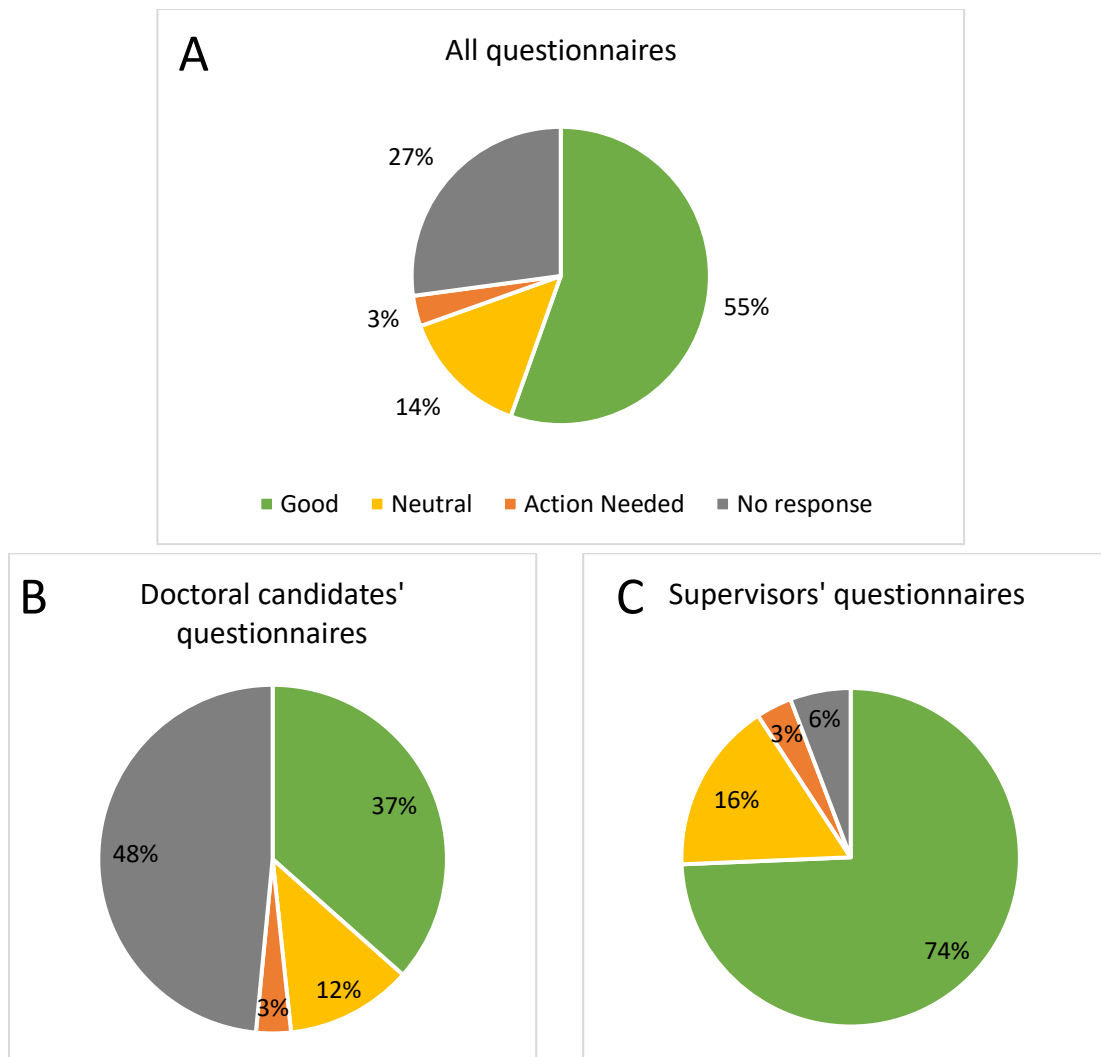 A
All questionnaires
27%
55%
3%
14%
Good Neutral Action Needed No response
B
Doctoral candidates'
questionnaires
37%
48%
12%
3%
C
Supervisors' questionnaires
6%
3%
16%
74%